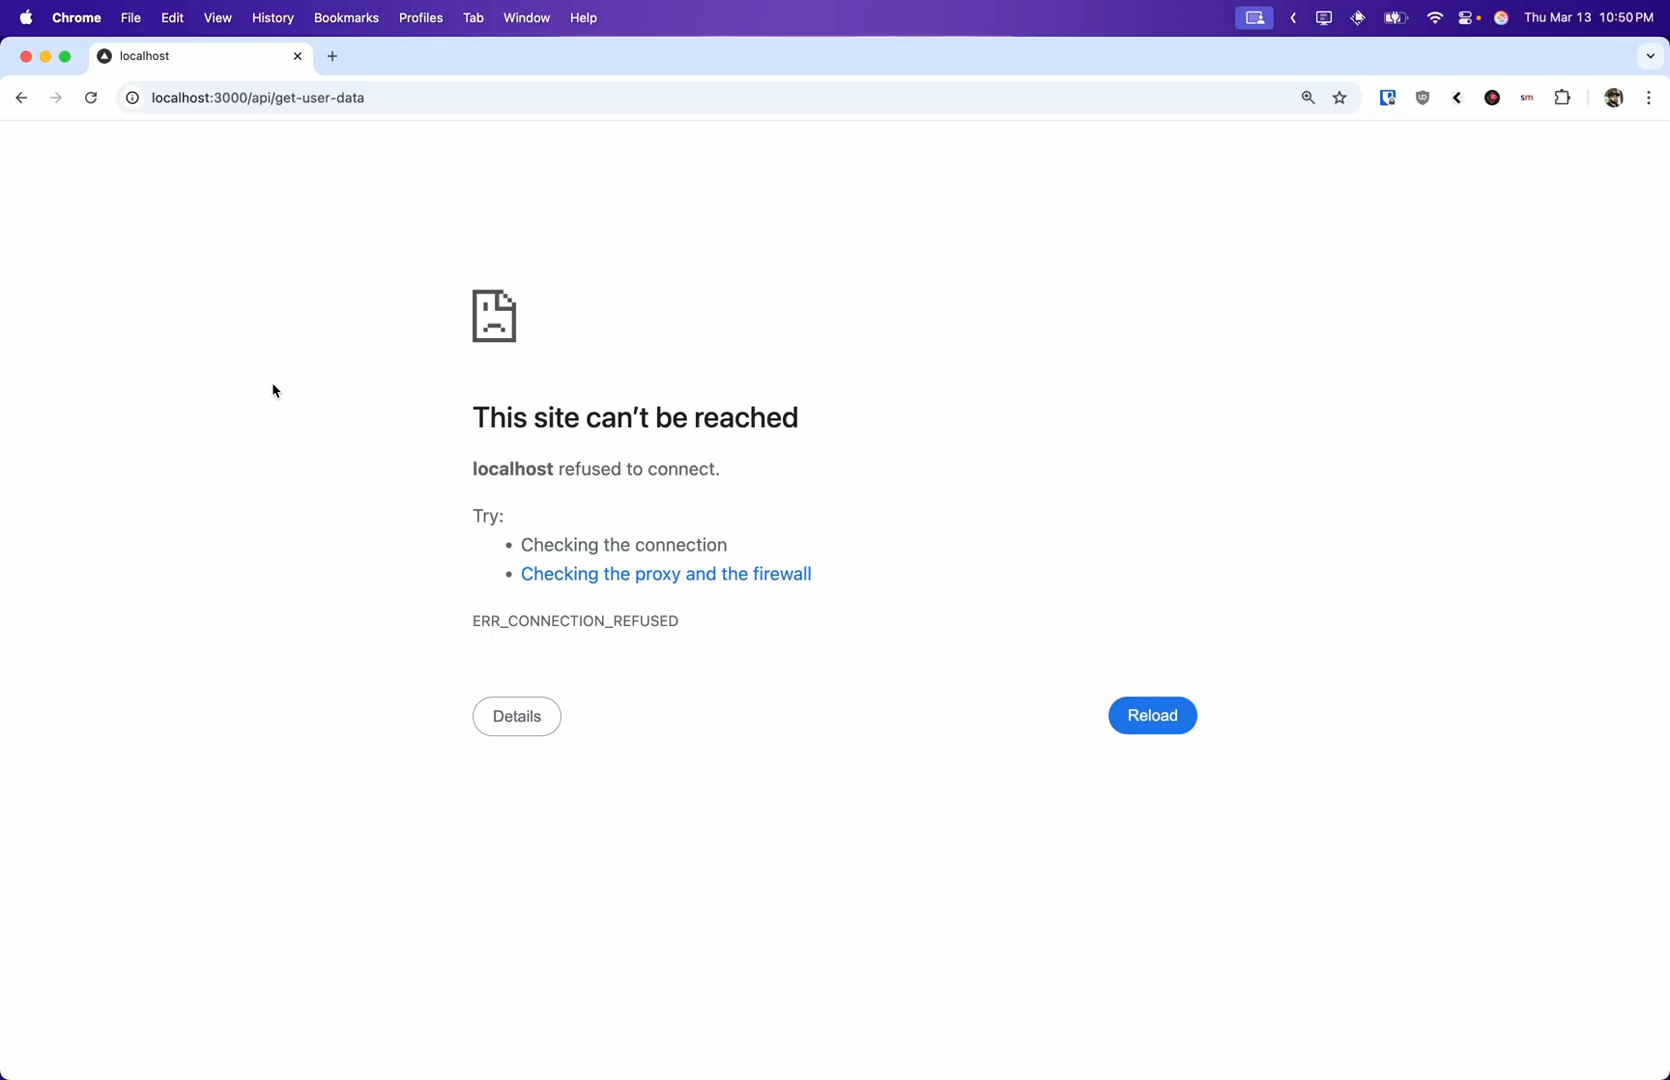 Chrome File Edit View History Bookmarks Profiles Tab Window Help Thu Mar 13 10:50 PM
localhost
localhost:3000/api/get-user-data
This site can’t be reached
localhost refused to connect.
Try:
• Checking the connection
• Checking the proxy and the firewall
ERR_CONNECTION_REFUSED
Details Reload